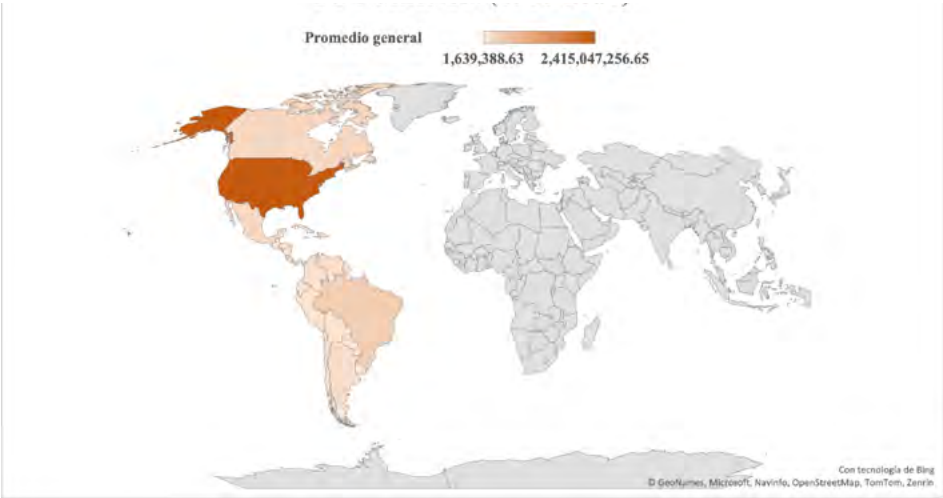 Promedio general
1,639,388.63 2,415,047,256.65
Con tecnología de Bing
© GeoNames, Microsoft, Navinfo, OpenStreetMap, TomTom, Zenrin